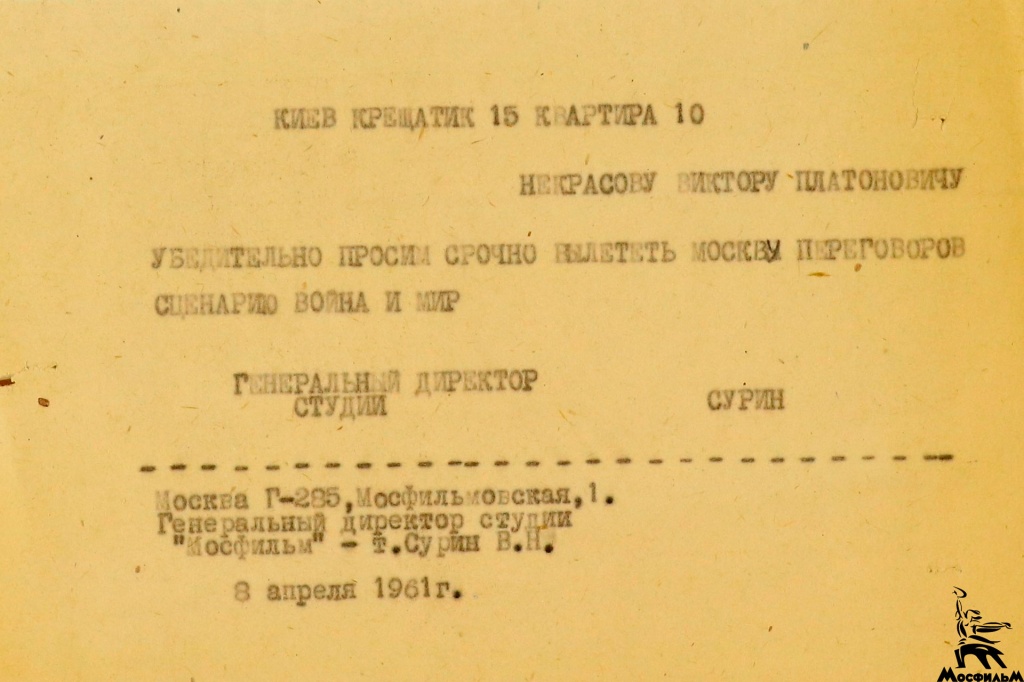 КИЕВ КРЕЩАТИК 15 КВАРТИРА 10
НЕКРАСОВУ ВИКТОРУ ПЛАТОНОВИЧУ
УБЕДИТЕЛЬНО ПРОСИМ СРОЧНО ВЫЛЕТЕТЬ МОСКВУ ПЕРЕГОВОРОВ
СЦЕНАРИЮ ВОЙНА И МИР
ГЕНЕРАЛЬНЫЙ ДИРЕКТОР
СТУДИИ СУРИН
Москва Г-285,Мосфильмовская,1.
Генеральный директор студии
"Мосфильм" - т.Сурин В.Н.
8 апреля 1961г.
МОСФИЛЬМ